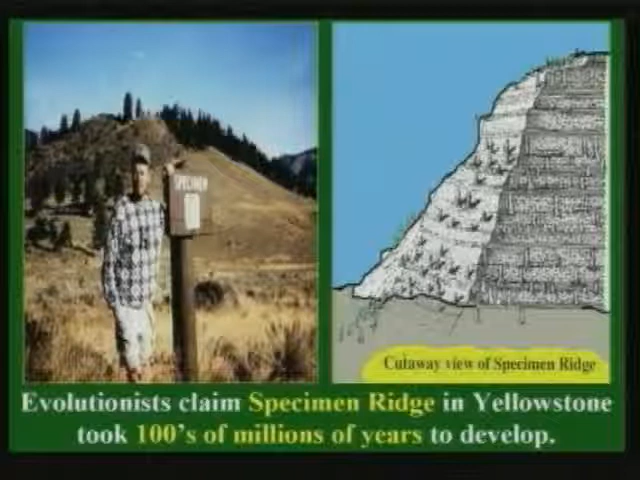 SPECIMEN
Cutaway view of Specimen Ridge
Evolutionists claim Specimen Ridge in Yellowstone
took 100's of millions of years to develop.